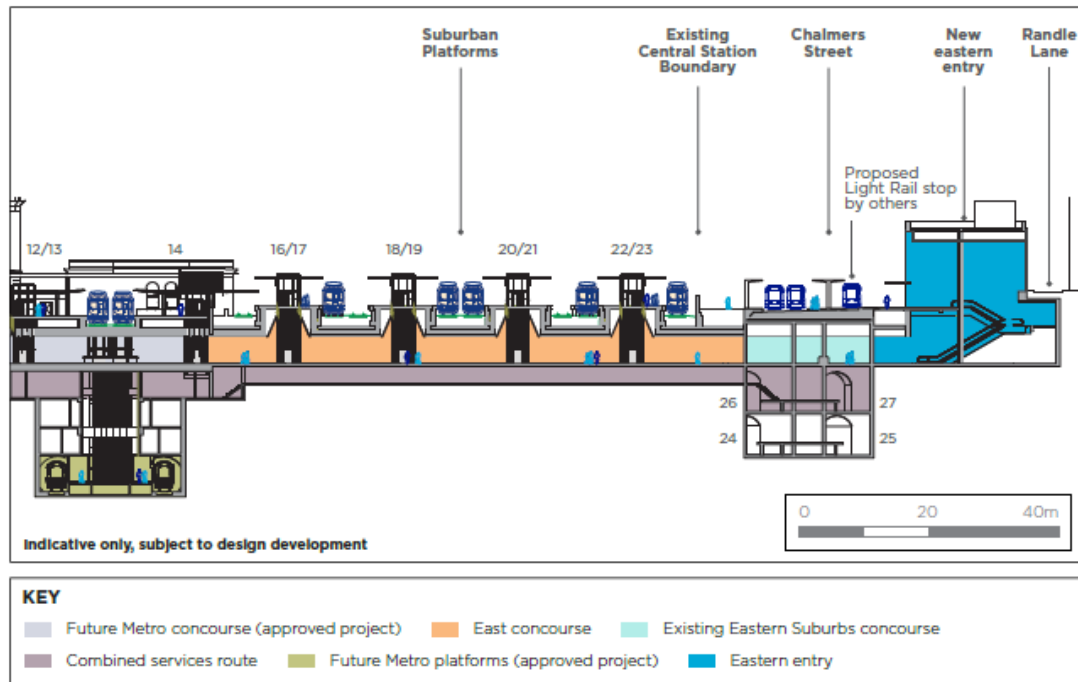 Suburban
Platforms
Existing
Central Station
Boundary
Chalmers
Street
New
eastern
entry
Randle
Lane
Proposed
Light Rail stop
by others
12/13
14
16/17
18/19
20/21
22/23
26
27
24
25
0 20 40m
Indicative only, subject to design development
KEY
Future Metro concourse (approved project)
East concourse
Existing Eastern Suburbs concourse
Combined services route
Future Metro platforms (approved project)
Eastern entry